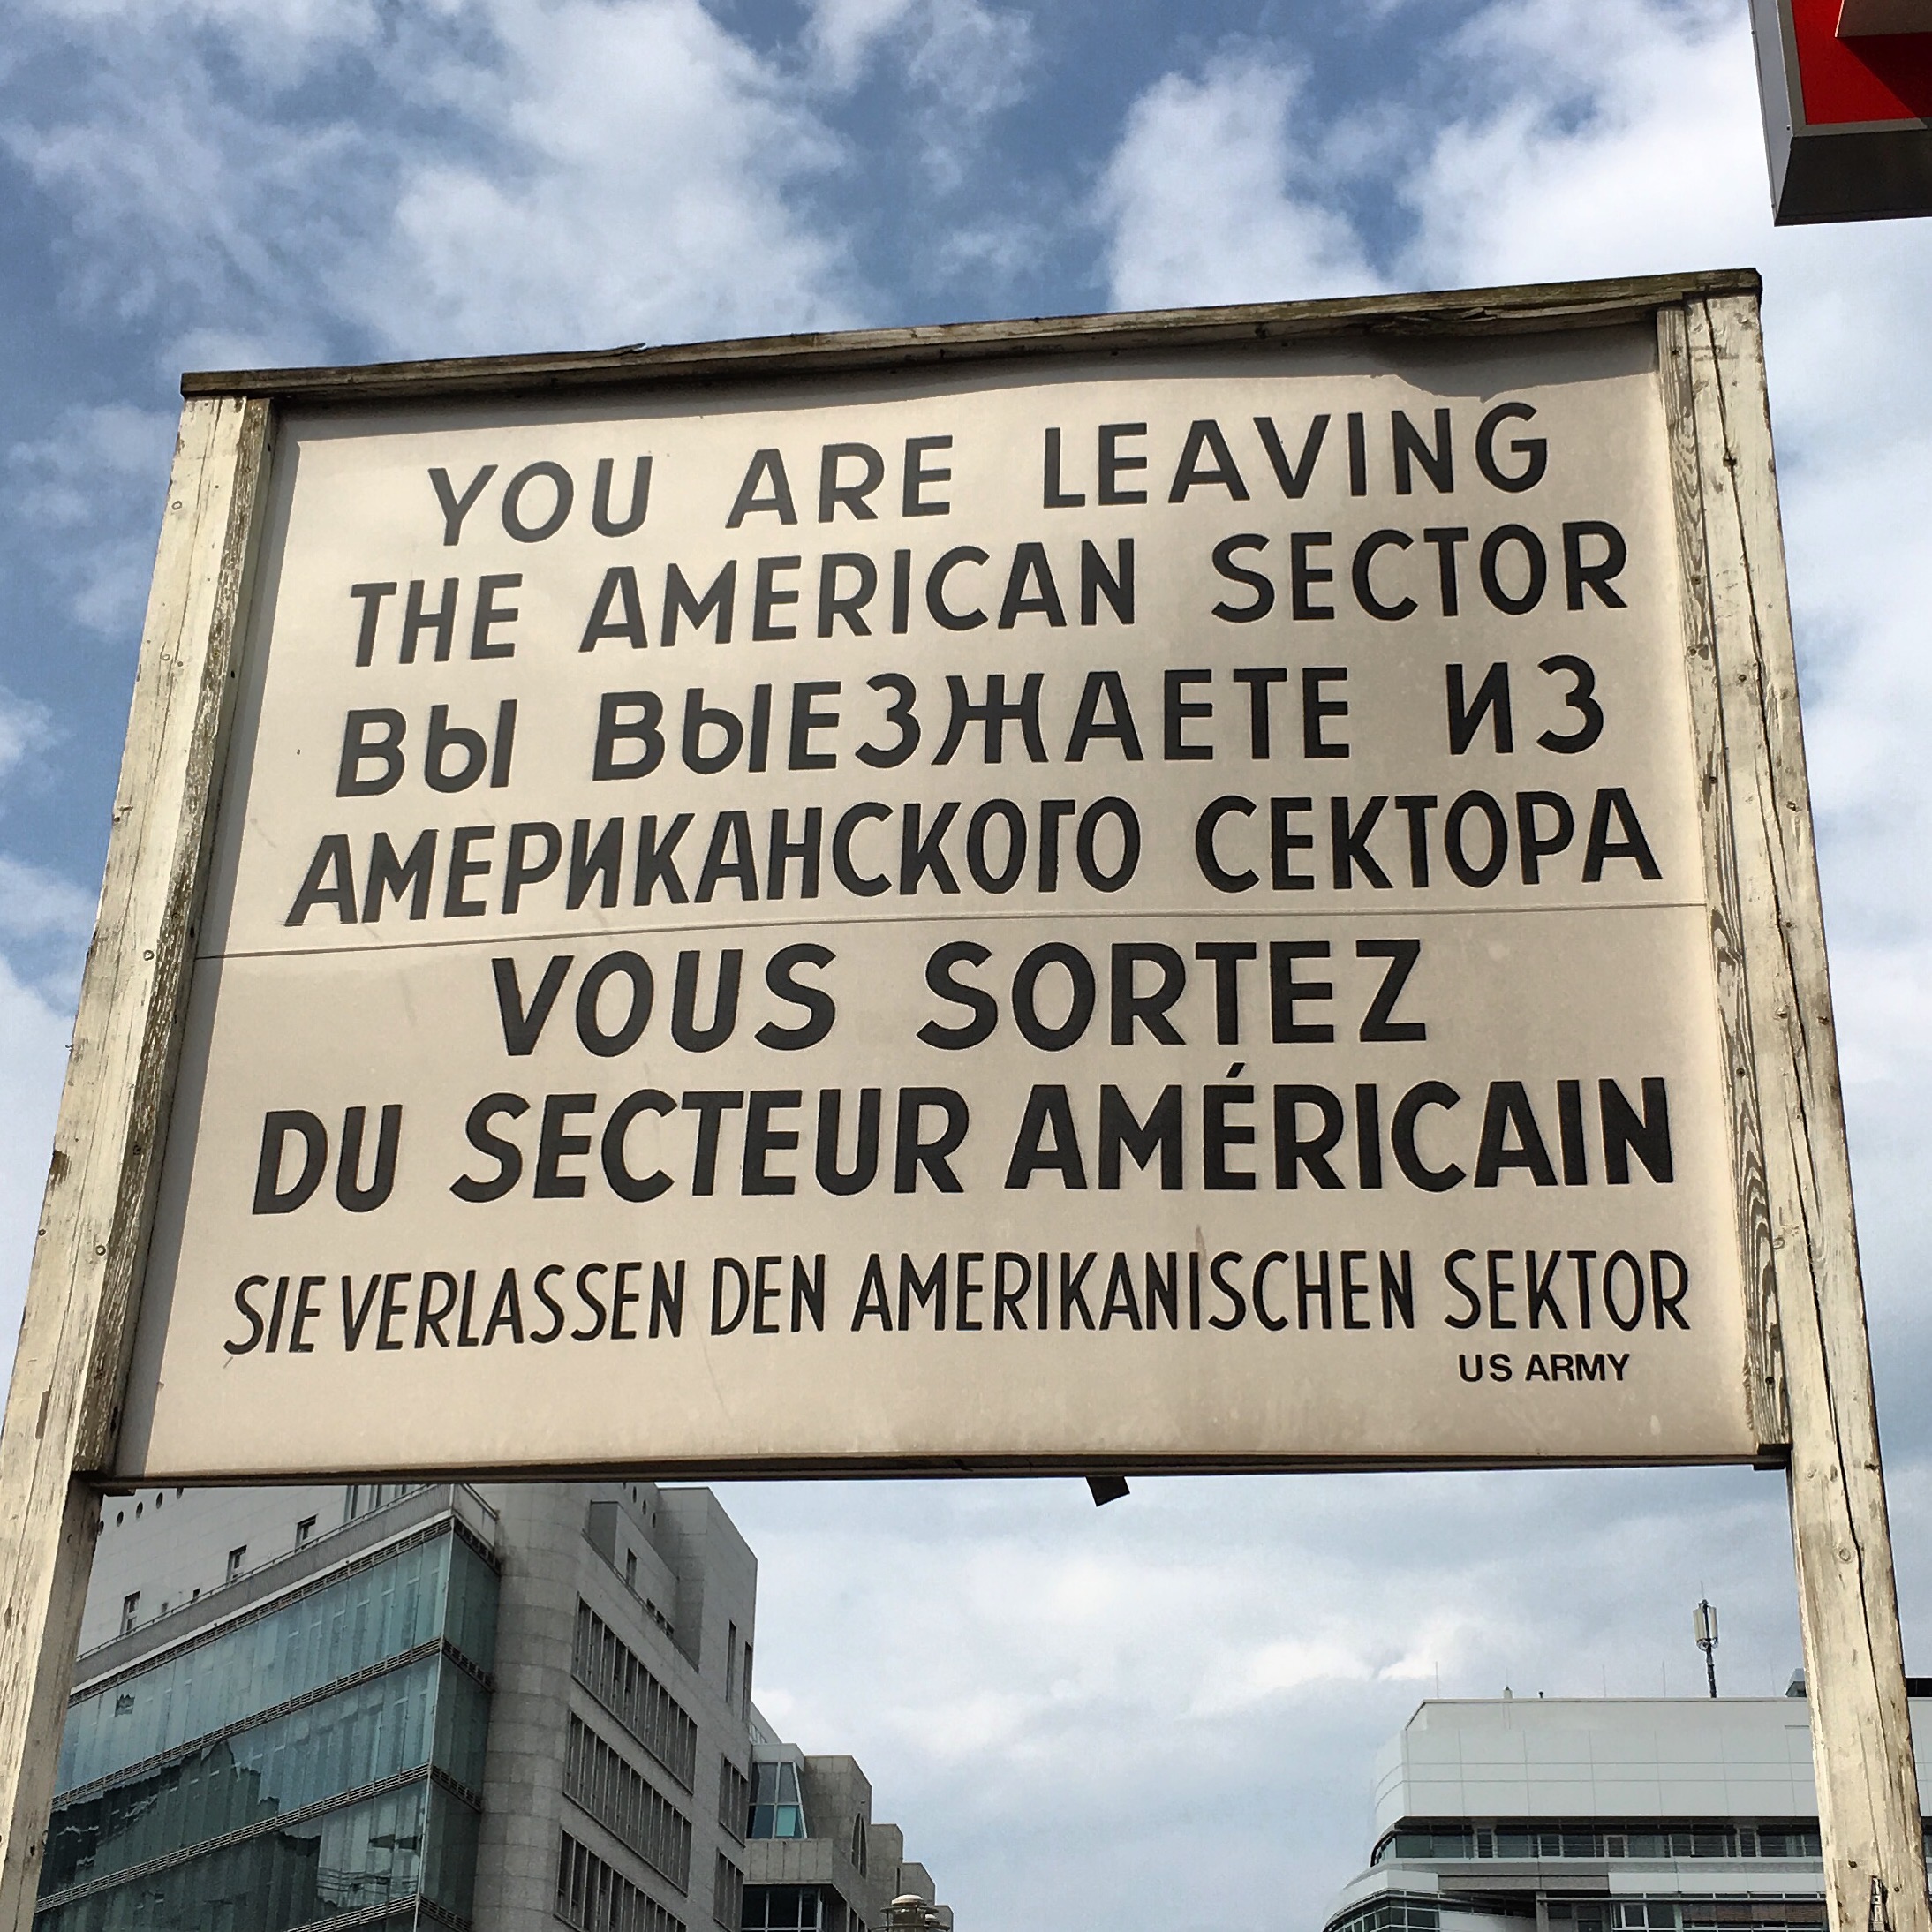 YOU ARE LEAVING
THE AMERICAN SECTOR
ВЫ ВЫЕЗЖАЕТЕ ИЗ
АМЕРИКАНСКОГО СЕКТОРА
VOUS SORTEZ
DU SECTEUR AMÉRICAIN
SIE VERLASSEN DEN AMERIKANISCHEN SEKTOR
US ARMY